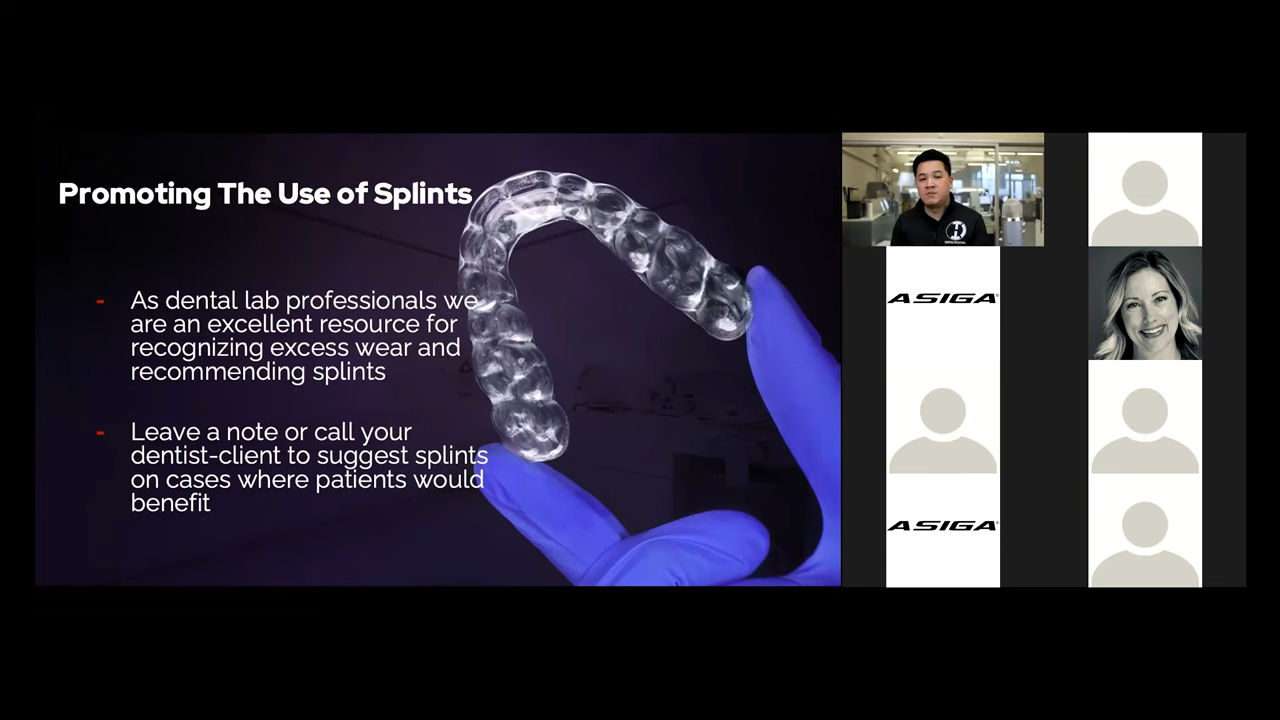 Promoting The Use of Splints
- As dental lab professionals we
are an excellent resource for
recognizing excess wear and
recommending splints
- Leave a note or call your
dentist-client to suggest splints
on cases where patients would
benefit
ASIGA
ASIGA